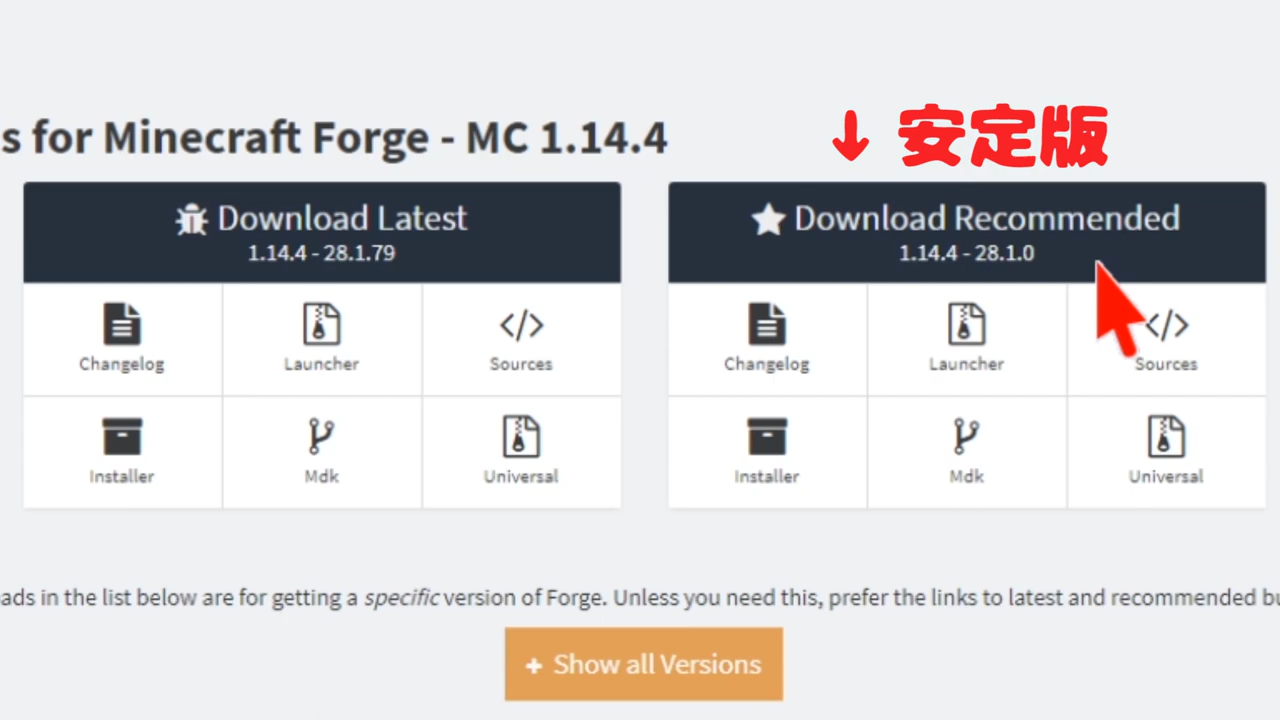 ↓ 安定版
s for Minecraft Forge - MC 1.14.4
Download Latest
1.14.4 - 28.1.79
Changelog
Launcher
Sources
Installer
Mdk
Universal
Download Recommended
1.14.4 - 28.1.0
Changelog
Launcher
Sources
Installer
Mdk
Universal
ads in the list below are for getting a specific version of Forge. Unless you need this, prefer the links to latest and recommended bu
+ Show all Versions